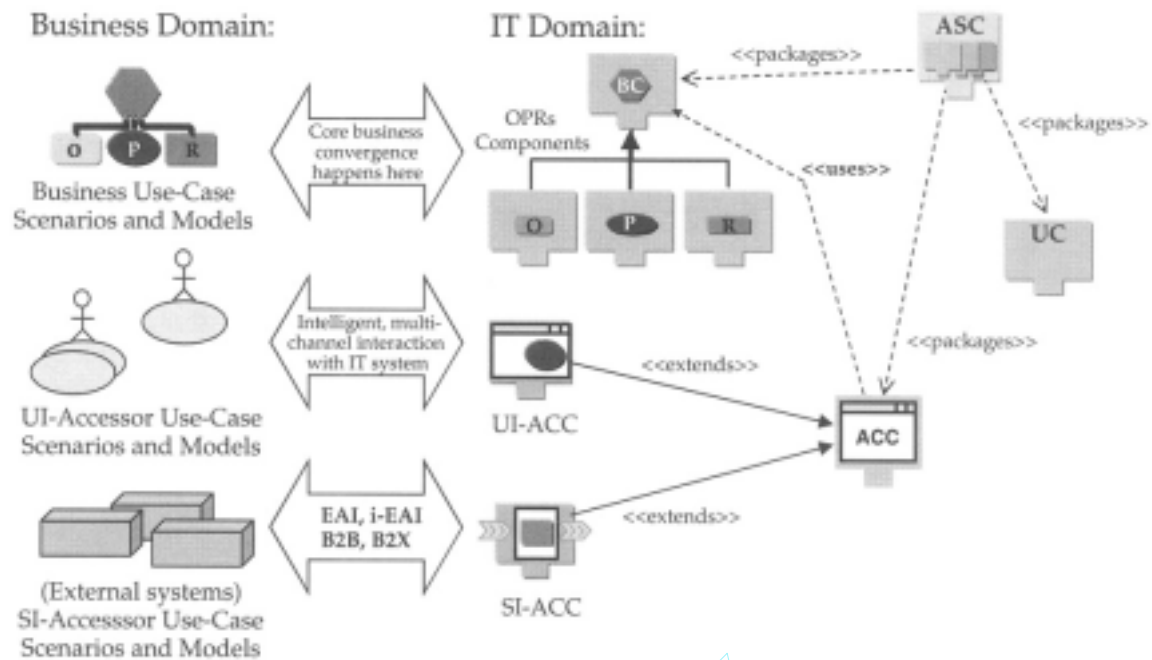 Business Domain:
IT Domain:
ASC
<<packages>>
BC
OPRs
Components
<<packages>>
Core business
convergence
happens here
<<uses>>
O
P
R
O
P
R
UC
Business Use-Case
Scenarios and Models
Intelligent, multi-
channel interaction
with IT system
<<packages>>
<<extends>>
UI-ACC
ACC
UI-Accessor Use-Case
Scenarios and Models
EAI, i-EAI
B2B, B2X
<<extends>>
SI-ACC
(External systems)
SI-Accesssor Use-Case
Scenarios and Models